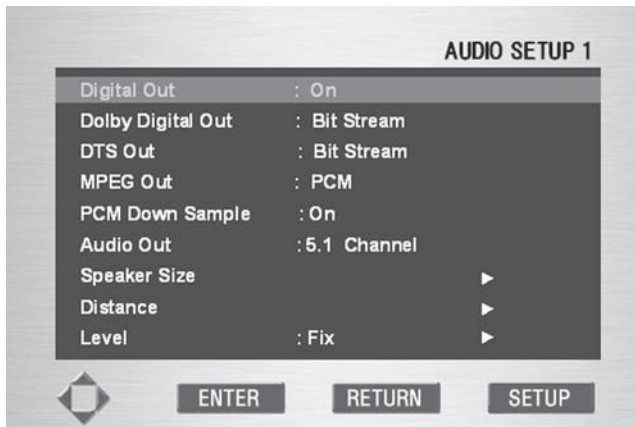 AUDIO SETUP 1
Digital Out : On
Dolby Digital Out : Bit Stream
DTS Out : Bit Stream
MPEG Out : PCM
PCM Down Sample : On
Audio Out :5.1 Channel
Speaker Size ►
Distance ►
Level : Fix ►
ENTER RETURN SETUP